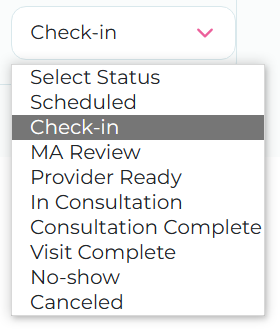 Check-in
Select Status
Scheduled
Check-in
MA Review
Provider Ready
In Consultation
Consultation Complete
Visit Complete
No-show
Canceled